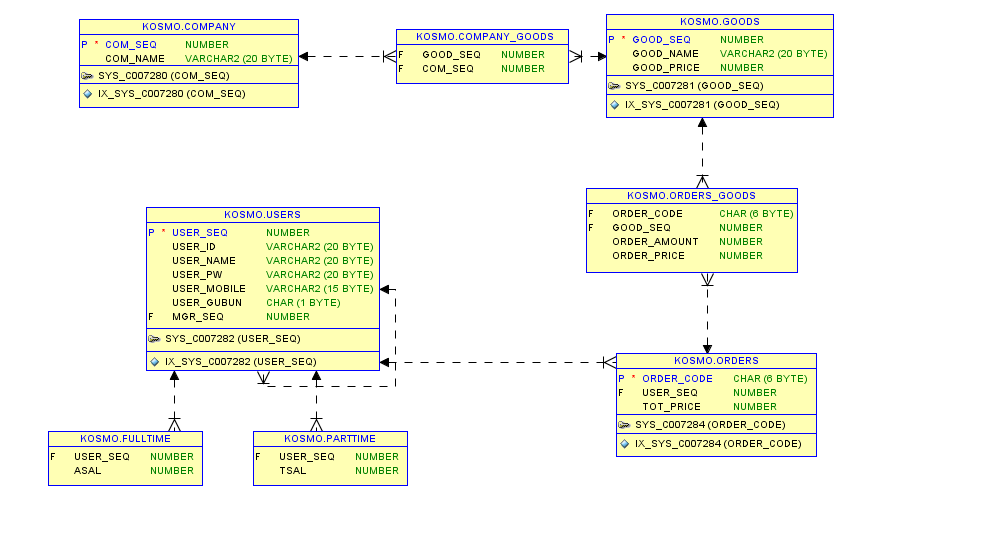 KOSMO.COMPANY
P * COM_SEQ NUMBER
COM_NAME VARCHAR2 (20 BYTE)
SYS_C007280 (COM_SEQ)
IX_SYS_C007280 (COM_SEQ)
KOSMO.COMPANY_GOODS
F GOOD_SEQ NUMBER
F COM_SEQ NUMBER
KOSMO.GOODS
P * GOOD_SEQ NUMBER
GOOD_NAME VARCHAR2 (20 BYTE)
GOOD_PRICE NUMBER
SYS_C007281 (GOOD_SEQ)
IX_SYS_C007281 (GOOD_SEQ)
KOSMO.ORDERS_GOODS
F ORDER_CODE CHAR (6 BYTE)
F GOOD_SEQ NUMBER
ORDER_AMOUNT NUMBER
ORDER_PRICE NUMBER
KOSMO.USERS
P * USER_SEQ NUMBER
USER_ID VARCHAR2 (20 BYTE)
USER_NAME VARCHAR2 (20 BYTE)
USER_PW VARCHAR2 (20 BYTE)
USER_MOBILE VARCHAR2 (15 BYTE)
USER_GUBUN CHAR (1 BYTE)
F MGR_SEQ NUMBER
SYS_C007282 (USER_SEQ)
IX_SYS_C007282 (USER_SEQ)
KOSMO.ORDERS
P * ORDER_CODE CHAR (6 BYTE)
F USER_SEQ NUMBER
TOT_PRICE NUMBER
SYS_C007284 (ORDER_CODE)
IX_SYS_C007284 (ORDER_CODE)
KOSMO.FULLTIME
F USER_SEQ NUMBER
ASAL NUMBER
KOSMO.PARTTIME
F USER_SEQ NUMBER
TSAL NUMBER